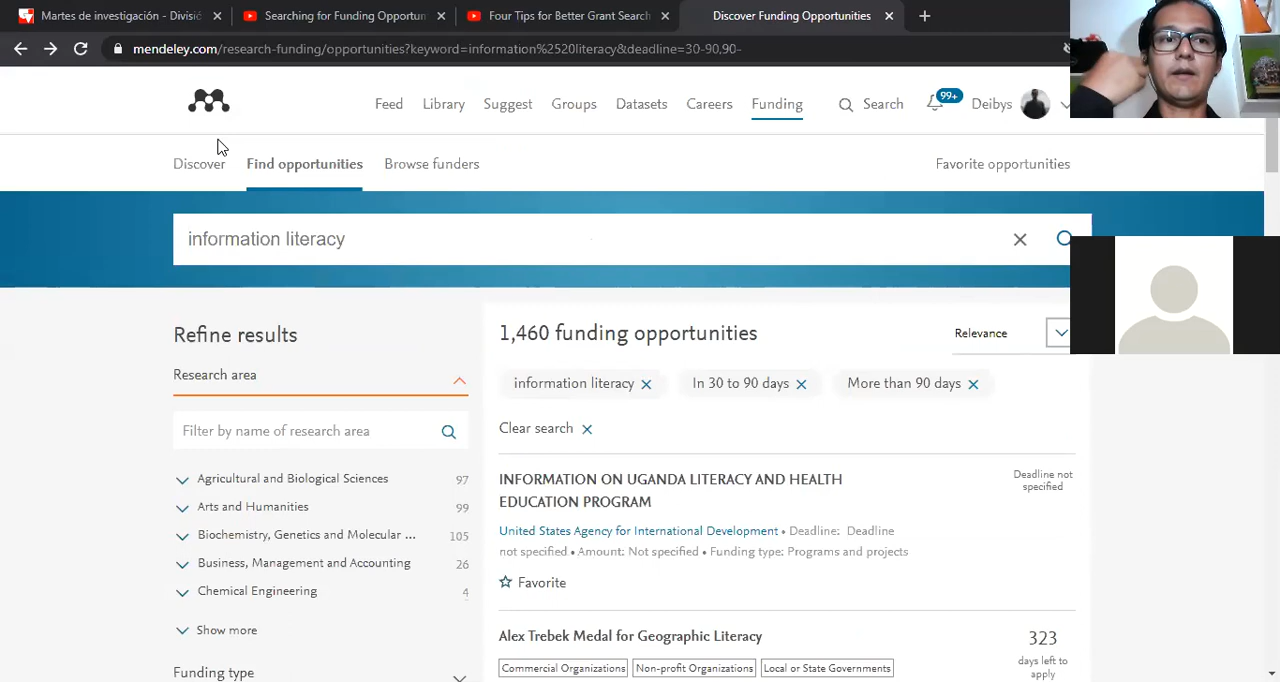 Martes de investigación - Divisió
Searching for Funding Opportun
Four Tips for Better Grant Search
Discover Funding Opportunities
mendeley.com/research-funding/opportunities?keyword=information%2520literacy&deadline=30-90,90-
Feed
Library
Suggest
Groups
Datasets
Careers
Funding
Search
99+
Deibys
Discover
Find opportunities
Browse funders
Favorite opportunities
information literacy
Refine results
Research area
Filter by name of research area
Agricultural and Biological Sciences 97
Arts and Humanities 99
Biochemistry, Genetics and Molecular ... 105
Business, Management and Accounting 26
Chemical Engineering 4
Show more
Funding type
1,460 funding opportunities
Relevance
information literacy
In 30 to 90 days
More than 90 days
Clear search
INFORMATION ON UGANDA LITERACY AND HEALTH
EDUCATION PROGRAM
Deadline not
specified
United States Agency for International Development • Deadline: Deadline
not specified • Amount: Not specified • Funding type: Programs and projects
Favorite
Alex Trebek Medal for Geographic Literacy
323
days left to
apply
Commercial Organizations
Non-profit Organizations
Local or State Governments